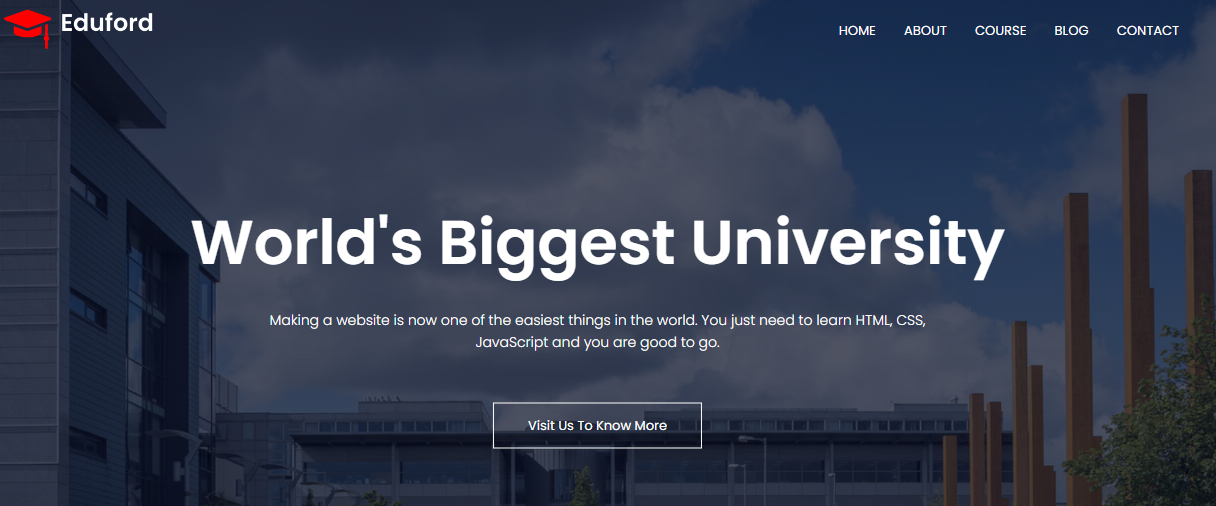 Eduford
HOME ABOUT COURSE BLOG CONTACT
World's Biggest University
Making a website is now one of the easiest things in the world. You just need to learn HTML, CSS,
JavaScript and you are good to go.
Visit Us To Know More